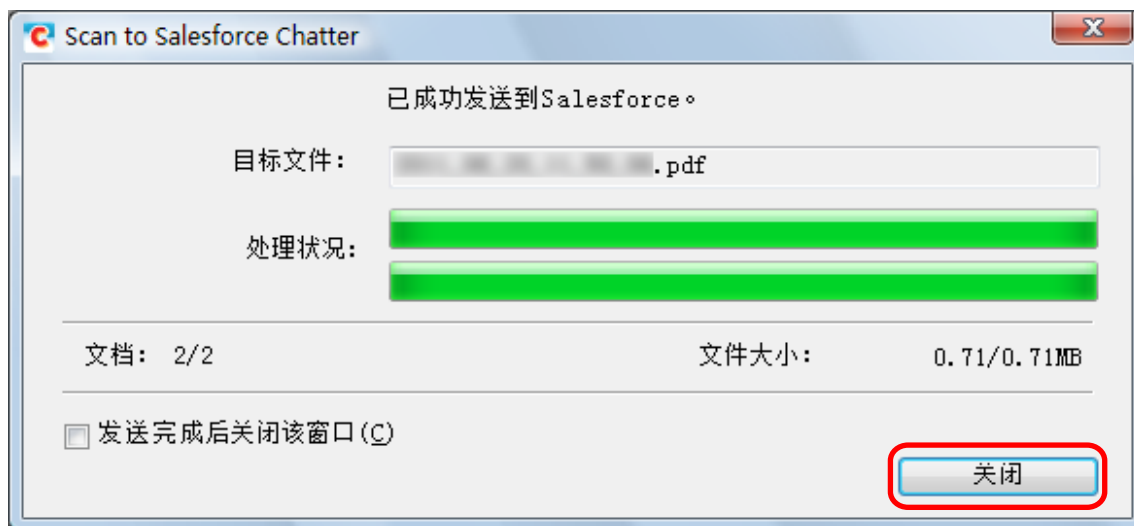 Scan to Salesforce Chatter
已成功发送到Salesforce。
目标文件: .pdf
处理状况:
文档: 2/2 文件大小: 0.71/0.71MB
发送完成后关闭该窗口(C)
关闭